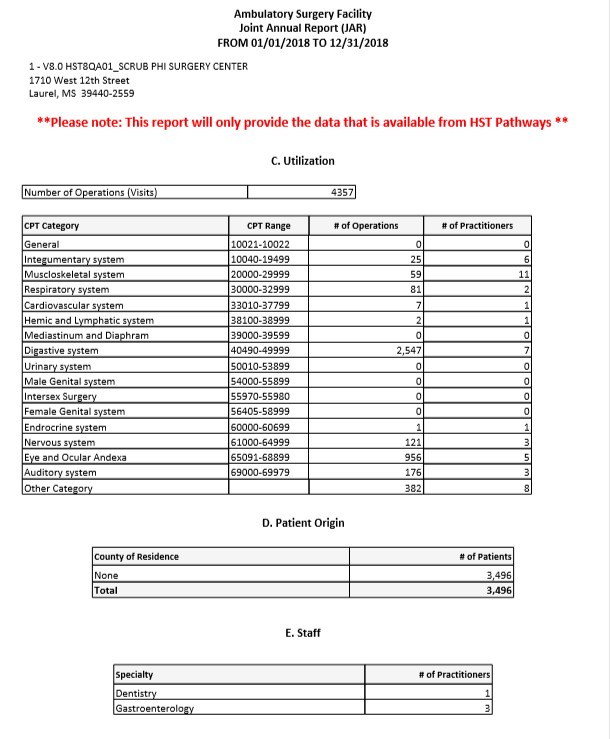 Ambulatory Surgery Facility
Joint Annual Report (JAR)
FROM 01/01/2018 TO 12/31/2018
1 - V8.0 HST8QA01_SCRUB PHI SURGERY CENTER
1710 West 12th Street
Laurel, MS 39440-2559
**Please note: This report will only provide the data that is available from HST Pathways **
C. Utilization
Number of Operations (Visits) 4357
CPT Category CPT Range # of Operations # of Practitioners
General 10021-10022 0 0
Integumentary system 10040-19499 25 6
Muscloskeletal system 20000-29999 59 11
Respiratory system 30000-32999 81 2
Cardiovascular system 33010-37799 7 1
Hemic and Lymphatic system 38100-38999 2 1
Mediastinum and Diaphram 39000-39599 0 0
Digastive system 40490-49999 2,547 7
Urinary system 50010-53899 0 0
Male Genital system 54000-55899 0 0
Intersex Surgery 55970-55980 0 0
Female Genital system 56405-58999 0 0
Endrocrine system 60000-60699 1 1
Nervous system 61000-64999 121 3
Eye and Ocular Andexa 65091-68899 956 5
Auditory system 69000-69979 176 3
Other Category 382 8
D. Patient Origin
County of Residence # of Patients
None 3,496
Total 3,496
E. Staff
Specialty # of Practitioners
Dentistry 1
Gastroenterology 3